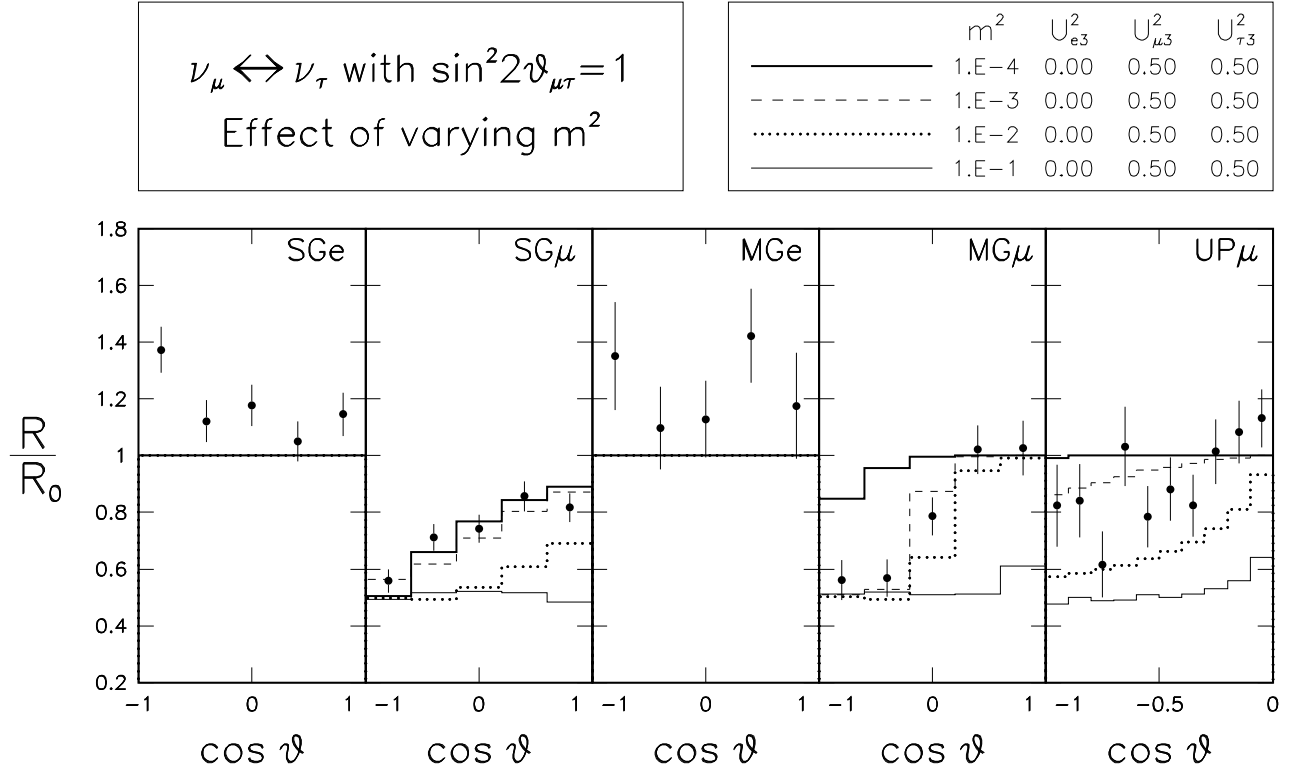 ν_μ ↔ ν_τ with sin²2ϑ_μτ=1
Effect of varying m²
m² U²_e3 U²_μ3 U²_τ3
1.E−4 0.00 0.50 0.50
1.E−3 0.00 0.50 0.50
1.E−2 0.00 0.50 0.50
1.E−1 0.00 0.50 0.50
SGe SGμ MGe MGμ UPμ
1.8
1.6
1.4
1.2
1
0.8
0.6
0.4
0.2
R
R₀
−1 0 1 −1 0 1 −1 0 1 −1 0 1 −1 −0.5 0
cos ϑ cos ϑ cos ϑ cos ϑ cos ϑ